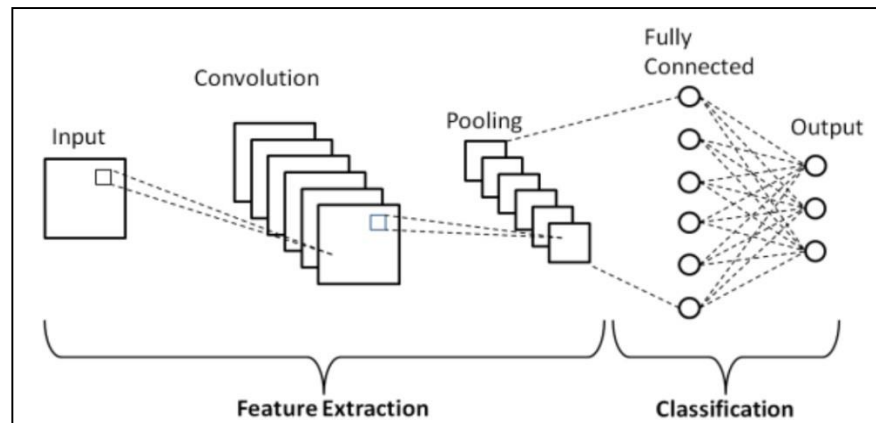 Input
Convolution
Pooling
Fully
Connected
Output
Feature Extraction
Classification